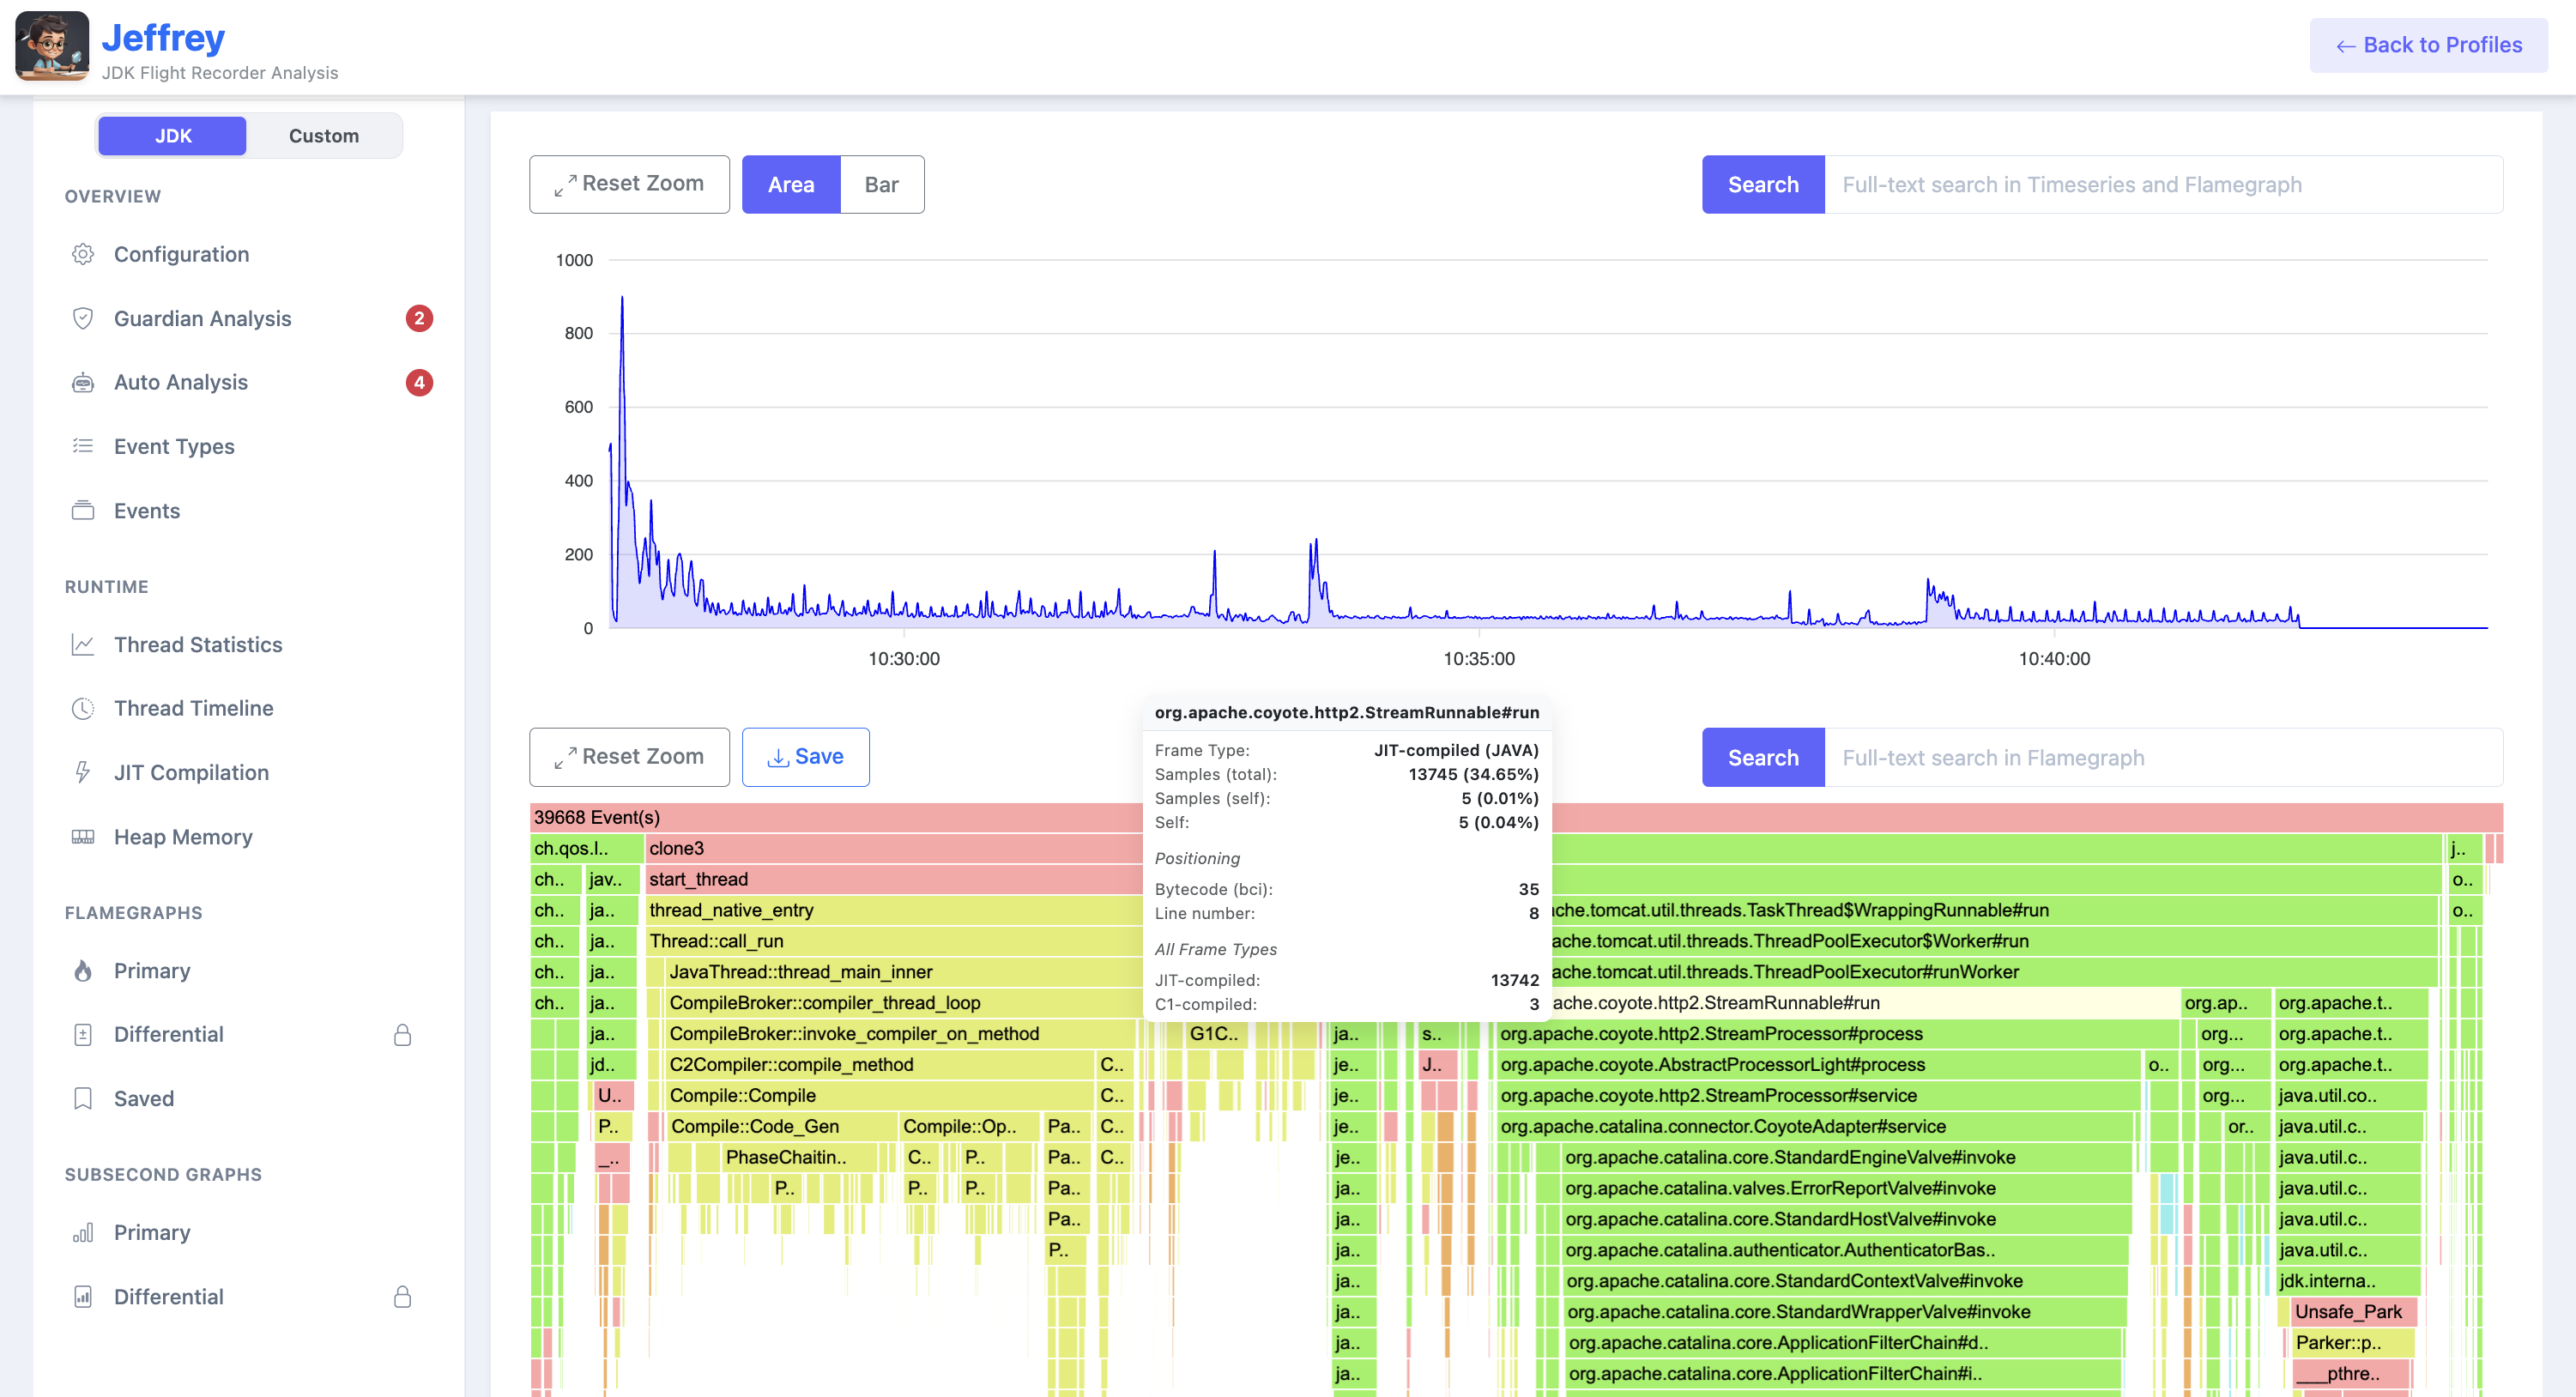 Jeffrey
JDK Flight Recorder Analysis
← Back to Profiles
JDK
Custom
OVERVIEW
Configuration
Guardian Analysis 2
Auto Analysis 4
Event Types
Events
RUNTIME
Thread Statistics
Thread Timeline
JIT Compilation
Heap Memory
FLAMEGRAPHS
Primary
Differential
Saved
SUBSECOND GRAPHS
Primary
Differential
Reset Zoom
Area
Bar
Search
Full-text search in Timeseries and Flamegraph
1000
800
600
400
200
0
10:30:00
10:35:00
10:40:00
Reset Zoom
Save
Search
Full-text search in Flamegraph
org.apache.coyote.http2.StreamRunnable#run
Frame Type: JIT-compiled (JAVA)
Samples (total): 13745 (34.65%)
Samples (self): 5 (0.01%)
Self: 5 (0.04%)
Positioning
Bytecode (bci): 35
Line number: 8
All Frame Types
JIT-compiled: 13742
C1-compiled: 3
39668 Event(s)
ch.qos.l.. clone3 j..
ch.. jav.. start_thread o..
ch.. ja.. thread_native_entry ache.tomcat.util.threads.TaskThread$WrappingRunnable#run o..
ch.. ja.. Thread::call_run ache.tomcat.util.threads.ThreadPoolExecutor$Worker#run
ch.. ja.. JavaThread::thread_main_inner ache.tomcat.util.threads.ThreadPoolExecutor#runWorker
ch.. ja.. CompileBroker::compiler_thread_loop ache.coyote.http2.StreamRunnable#run org.ap.. org.apache.t..
ja.. CompileBroker::invoke_compiler_on_method G1C.. ja.. s.. org.apache.coyote.http2.StreamProcessor#process org... org.apache.t..
jd.. C2Compiler::compile_method C.. je.. J.. org.apache.coyote.AbstractProcessorLight#process o.. org... org.apache.t..
U.. Compile::Compile C.. je.. org.apache.coyote.http2.StreamProcessor#service org... java.util.co..
P.. Compile::Code_Gen Compile::Op.. Pa.. C.. je.. org.apache.catalina.connector.CoyoteAdapter#service or.. java.util.c..
_.. PhaseChaitin.. C.. P.. Pa.. C.. je.. org.apache.catalina.core.StandardEngineValve#invoke java.util.c..
P.. P.. P.. Pa.. ja.. org.apache.catalina.valves.ErrorReportValve#invoke java.util.c..
Pa.. ja.. org.apache.catalina.core.StandardHostValve#invoke java.util.c..
P.. ja.. org.apache.catalina.authenticator.AuthenticatorBas.. java.util.c..
ja.. org.apache.catalina.core.StandardContextValve#invoke jdk.interna..
ja.. org.apache.catalina.core.StandardWrapperValve#invoke Unsafe_Park
ja.. org.apache.catalina.core.ApplicationFilterChain#d.. Parker::p..
ja.. org.apache.catalina.core.ApplicationFilterChain#i.. ___pthre..